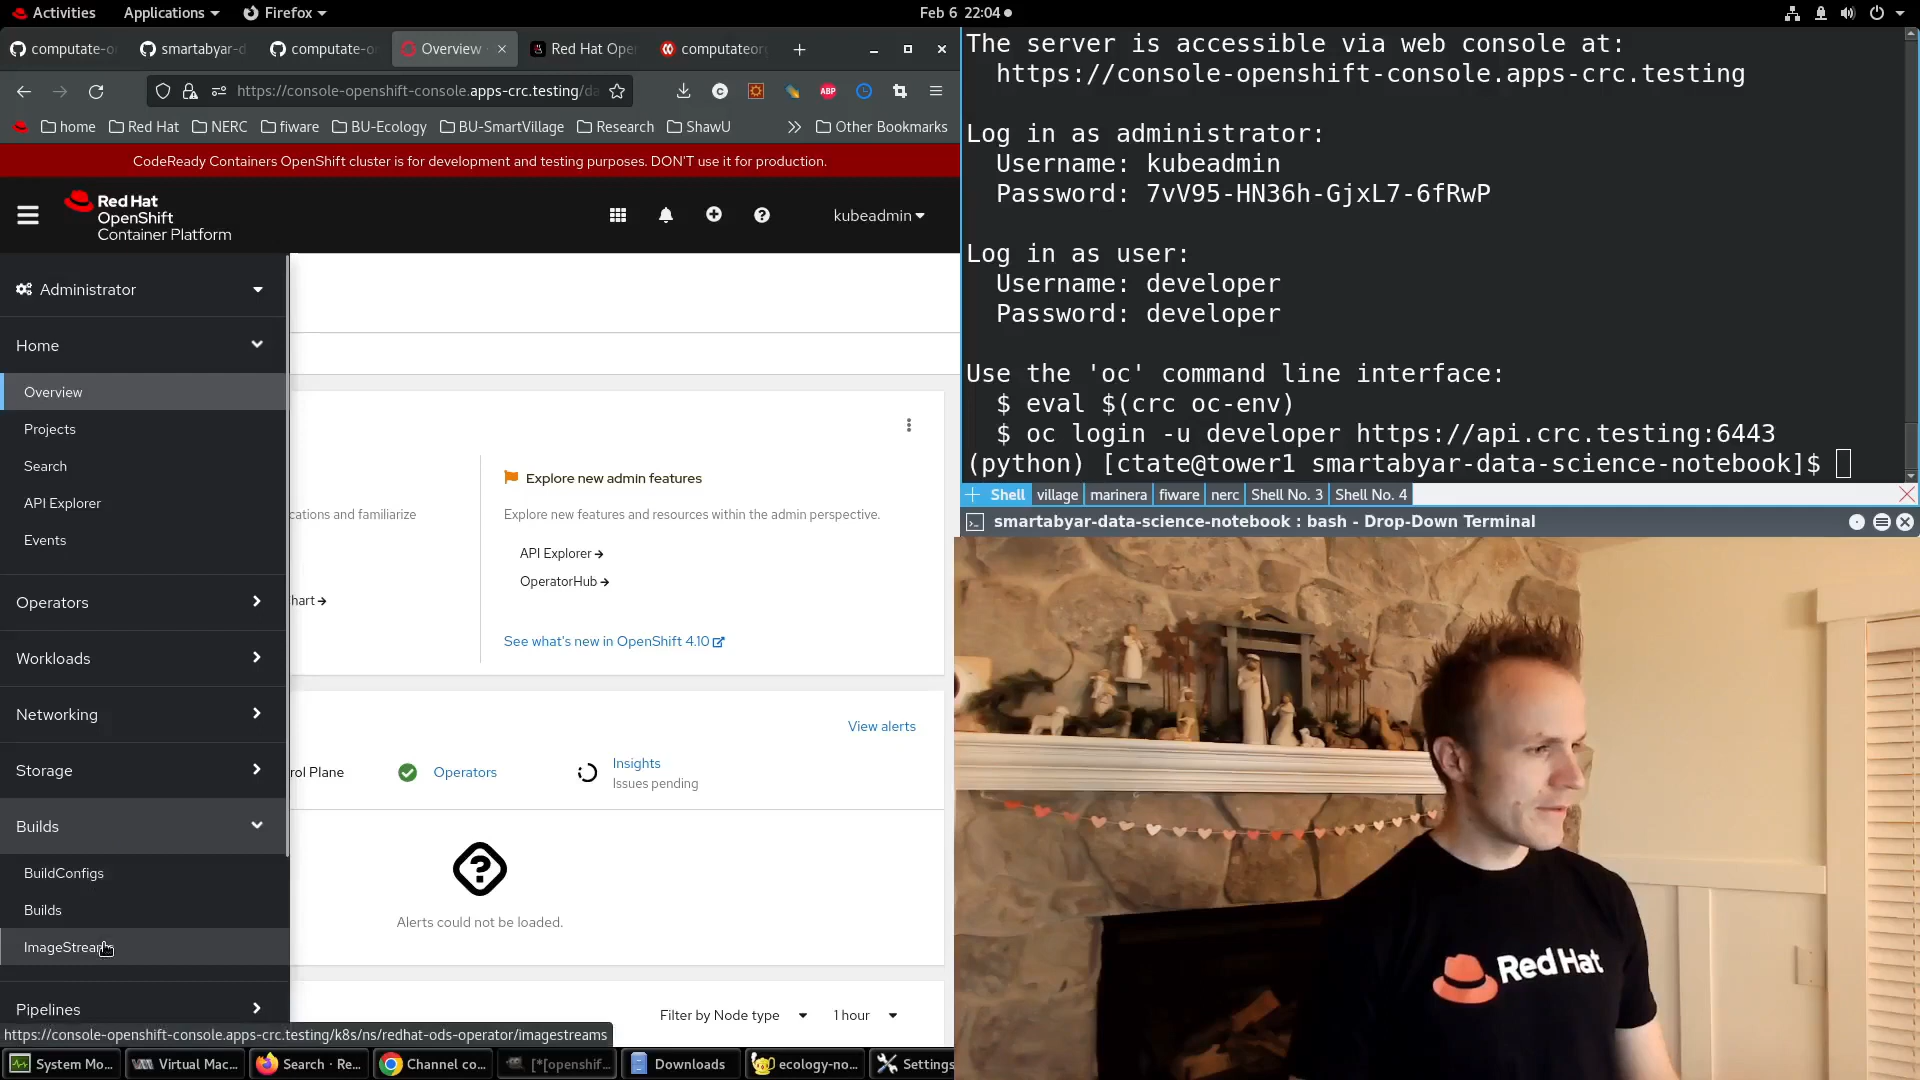 Activities Applications Firefox Feb 6 22:04
computate-o smartabyar-d computate-o Overview Red Hat Ope computateor
https://console-openshift-console.apps-crc.testing/da
ABP
home Red Hat NERC fiware BU-Ecology BU-SmartVillage Research ShawU Other Bookmarks
CodeReady Containers OpenShift cluster is for development and testing purposes. DON'T use it for production.
Red Hat
OpenShift
Container Platform
kubeadmin
Administrator
Home
Overview
Projects
Search
API Explorer
Events
Operators
Workloads
Networking
Storage
Builds
BuildConfigs
Builds
ImageStream
Pipelines
https://console-openshift-console.apps-crc.testing/k8s/ns/redhat-ods-operator/imagestreams
Explore new admin features
cations and familiarize
Explore new features and resources within the admin perspective.
API Explorer
OperatorHub
hart
See what's new in OpenShift 4.10
View alerts
rol Plane
Operators
Insights
Issues pending
Alerts could not be loaded.
Filter by Node type
1 hour
The server is accessible via web console at:
https://console-openshift-console.apps-crc.testing
Log in as administrator:
Username: kubeadmin
Password: 7vV95-HN36h-GjxL7-6fRwP
Log in as user:
Username: developer
Password: developer
Use the 'oc' command line interface:
$ eval $(crc oc-env)
$ oc login -u developer https://api.crc.testing:6443
(python) [ctate@tower1 smartabyar-data-science-notebook]$
Shell village marinera fiware nerc Shell No. 3 Shell No. 4
smartabyar-data-science-notebook : bash - Drop-Down Terminal
Red Hat
System Mo... Virtual Mac... Search · Re... Channel co... [*[openshif... Downloads ecology-no... Settings